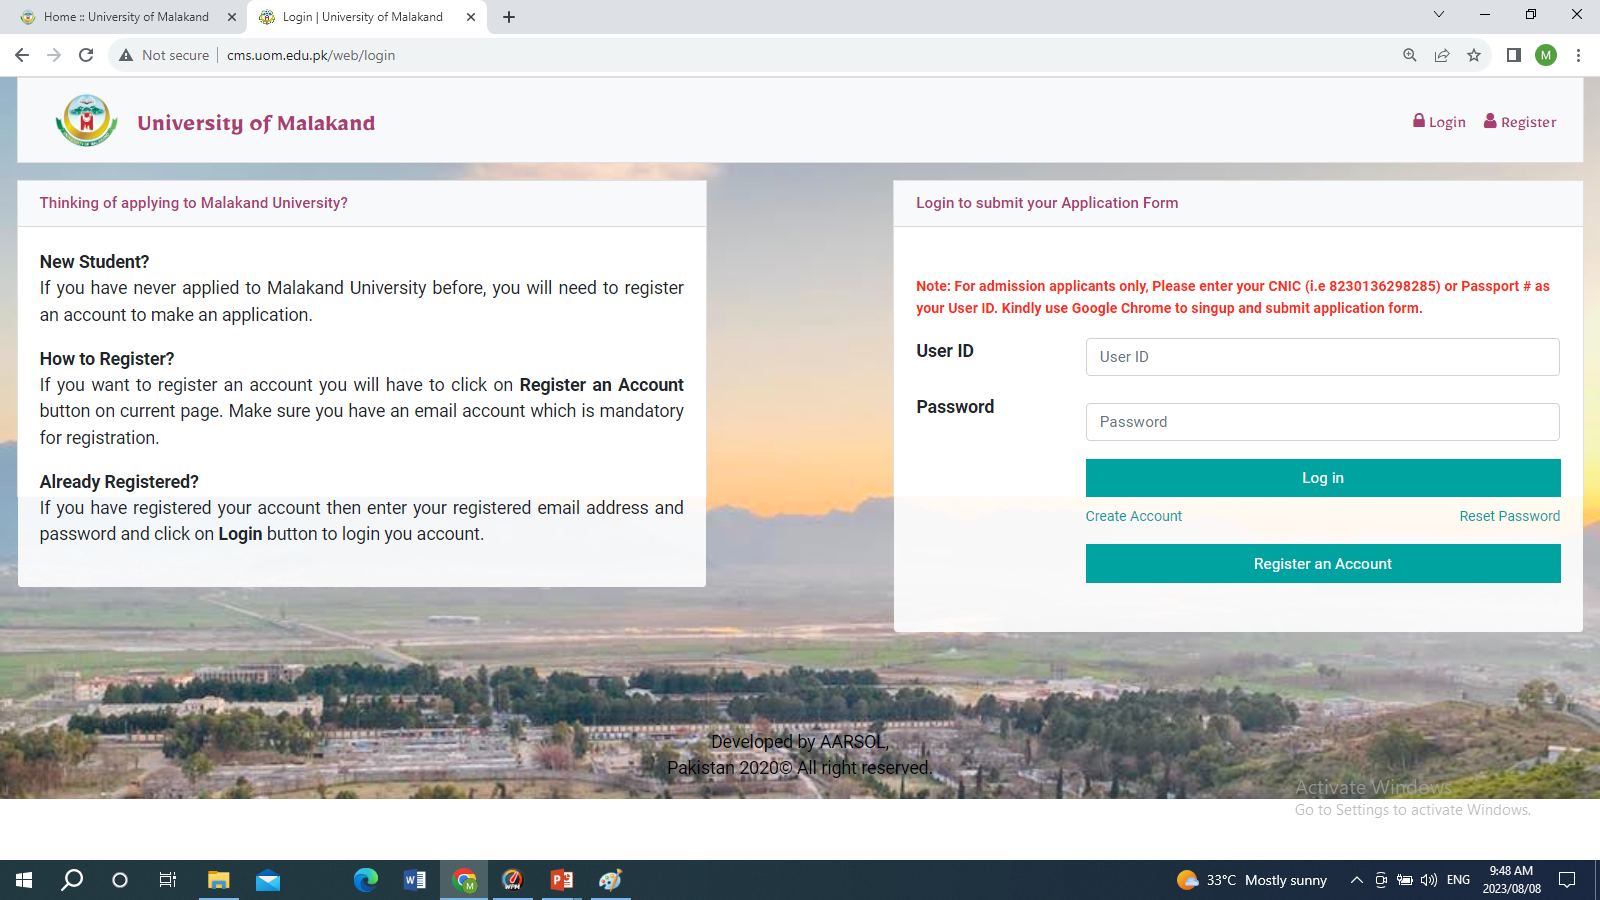 Home :: University of Malakand
Login | University of Malakand
Not secure
cms.uom.edu.pk/web/login
M
University of Malakand
Login
Register
Thinking of applying to Malakand University?
New Student?
If you have never applied to Malakand University before, you will need to register
an account to make an application.
How to Register?
If you want to register an account you will have to click on Register an Account
button on current page. Make sure you have an email account which is mandatory
for registration.
Already Registered?
If you have registered your account then enter your registered email address and
password and click on Login button to login you account.
Login to submit your Application Form
Note: For admission applicants only, Please enter your CNIC (i.e 8230136298285) or Passport # as
your User ID. Kindly use Google Chrome to singup and submit application form.
User ID
User ID
Password
Password
Log in
Create Account
Reset Password
Register an Account
Developed by AARSOL,
Pakistan 2020© All right reserved.
Activate Windows
Go to Settings to activate Windows.
33°C Mostly sunny
ENG
9:48 AM
2023/08/08